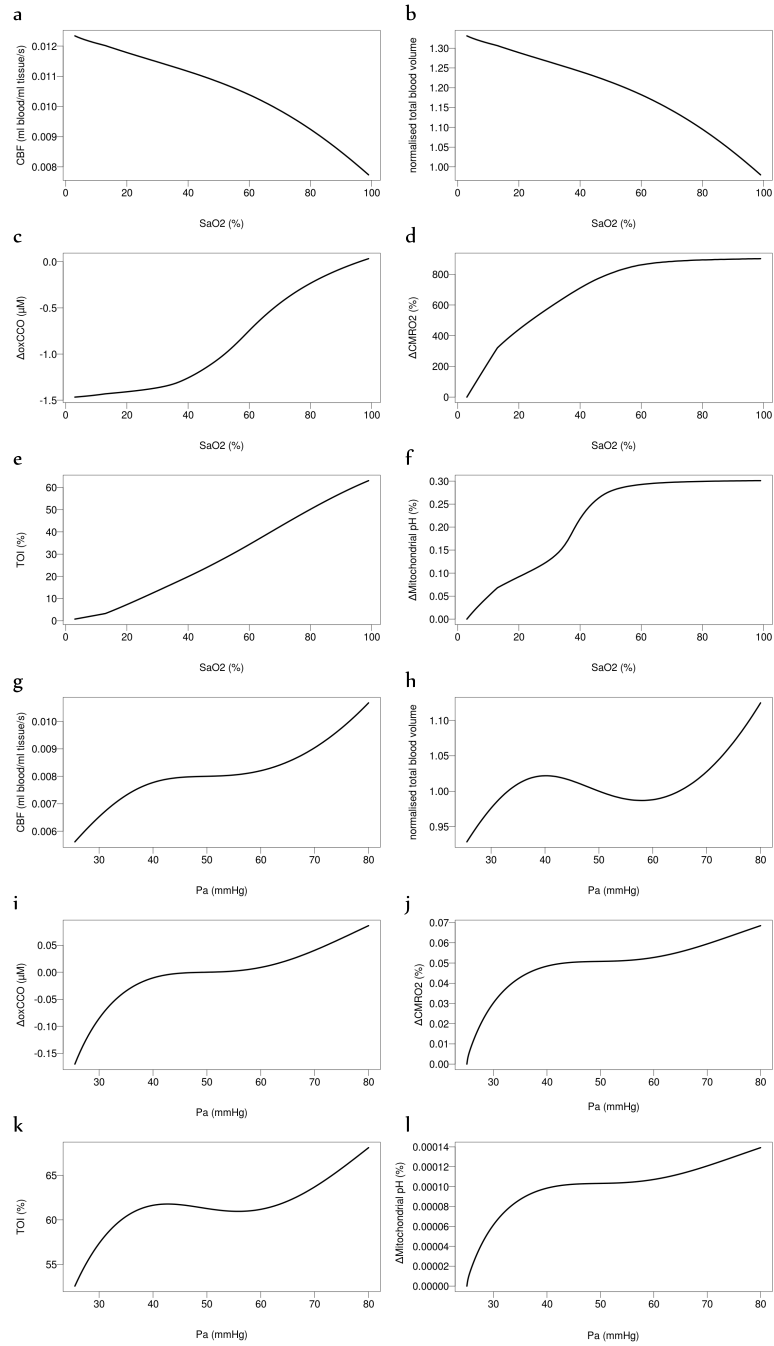 a
CBF (ml blood/ml tissue/s)
0.012
0.011
0.010
0.009
0.008
0 20 40 60 80 100
SaO2 (%)
b
normalised total blood volume
1.30
1.25
1.20
1.15
1.10
1.05
1.00
0 20 40 60 80 100
SaO2 (%)
c
ΔoxCCO (µM)
0.0
-0.5
-1.0
-1.5
0 20 40 60 80 100
SaO2 (%)
d
ΔCMRO2 (%)
800
600
400
200
0
0 20 40 60 80 100
SaO2 (%)
e
TOI (%)
60
50
40
30
20
10
0
0 20 40 60 80 100
SaO2 (%)
f
ΔMitochondrial pH (%)
0.30
0.25
0.20
0.15
0.10
0.05
0.00
0 20 40 60 80 100
SaO2 (%)
g
CBF (ml blood/ml tissue/s)
0.010
0.009
0.008
0.007
0.006
30 40 50 60 70 80
Pa (mmHg)
h
normalised total blood volume
1.10
1.05
1.00
0.95
30 40 50 60 70 80
Pa (mmHg)
i
ΔoxCCO (µM)
0.05
0.00
-0.05
-0.10
-0.15
30 40 50 60 70 80
Pa (mmHg)
j
ΔCMRO2 (%)
0.07
0.06
0.05
0.04
0.03
0.02
0.01
0.00
30 40 50 60 70 80
Pa (mmHg)
k
TOI (%)
65
60
55
30 40 50 60 70 80
Pa (mmHg)
l
ΔMitochondrial pH (%)
0.00014
0.00012
0.00010
0.00008
0.00006
0.00004
0.00002
0.00000
30 40 50 60 70 80
Pa (mmHg)